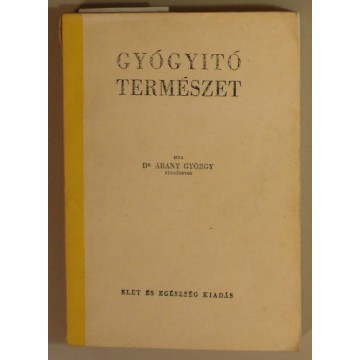 GYÓGYITÓ
TERMÉSZET
IRTA
Dr. ARANY GYÖRGY
ÉLET ÉS EGÉSZSÉG KIADÁS